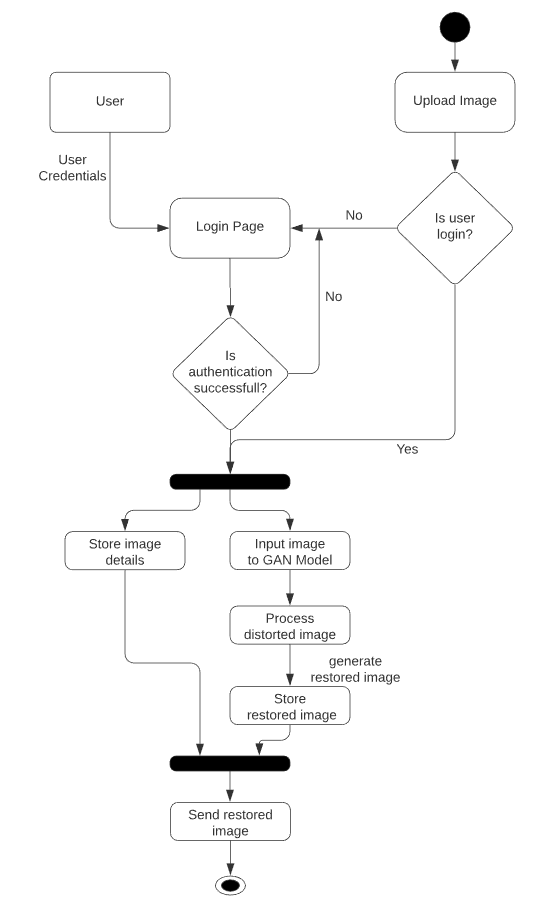 User
Upload Image
User
Credentials
Login Page
No
Is user
login?
No
Is
authentication
successfull?
Yes
Store image
details
Input image
to GAN Model
Process
distorted image
generate
restored image
Store
restored image
Send restored
image